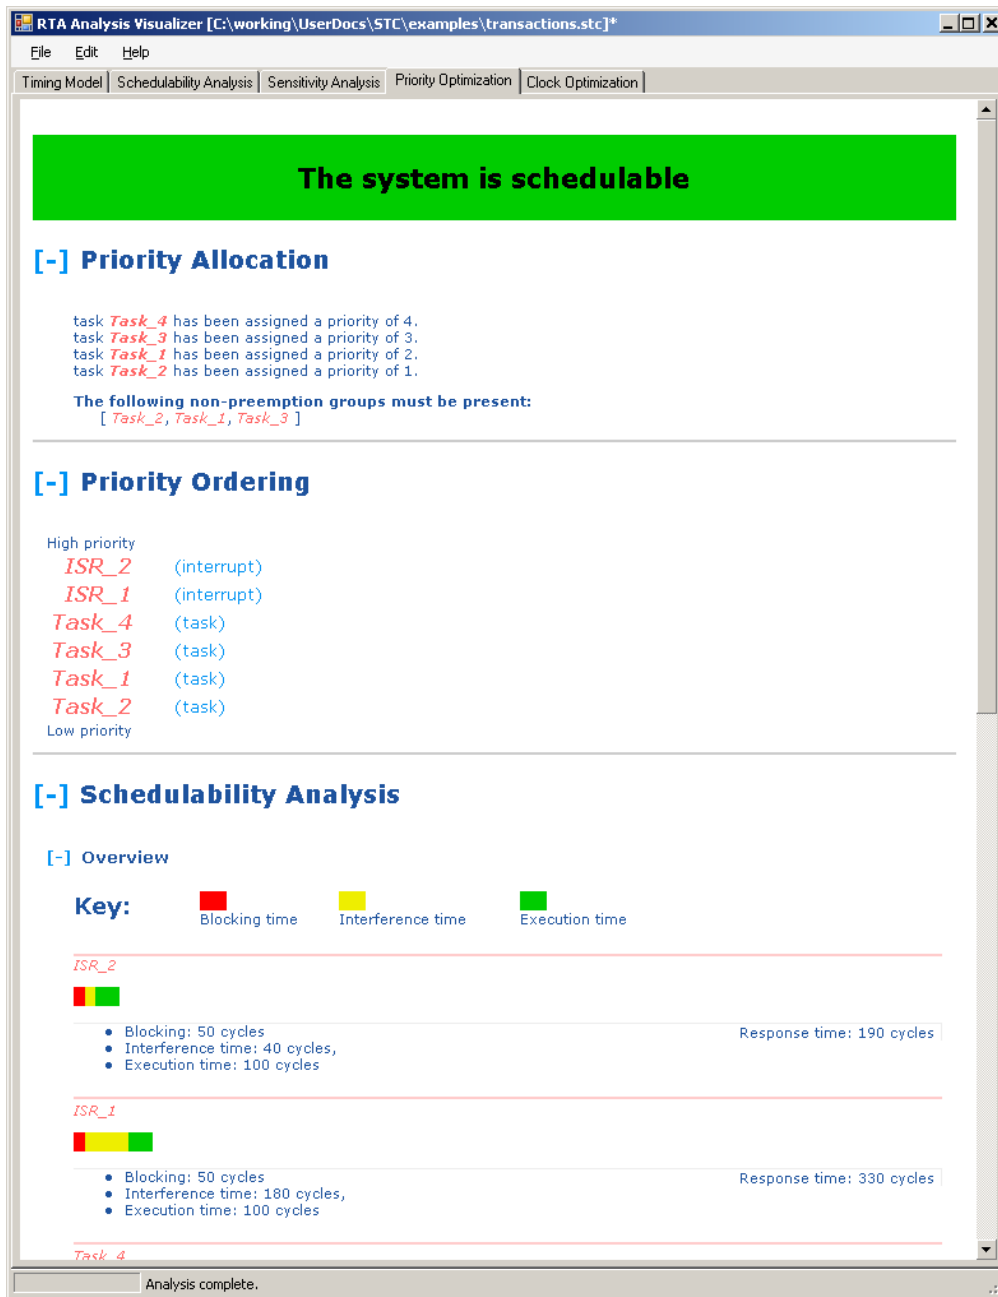 RTA Analysis Visualizer [C:\working\UserDocs\STC\examples\transactions.stc]*
File Edit Help
Timing Model Schedulability Analysis Sensitivity Analysis Priority Optimization Clock Optimization
The system is schedulable
[-] Priority Allocation
task Task_4 has been assigned a priority of 4.
task Task_3 has been assigned a priority of 3.
task Task_1 has been assigned a priority of 2.
task Task_2 has been assigned a priority of 1.
The following non-preemption groups must be present:
[ Task_2, Task_1, Task_3 ]
[-] Priority Ordering
High priority
ISR_2 (interrupt)
ISR_1 (interrupt)
Task_4 (task)
Task_3 (task)
Task_1 (task)
Task_2 (task)
Low priority
[-] Schedulability Analysis
[-] Overview
Key:
Blocking time Interference time Execution time
ISR_2
• Blocking: 50 cycles Response time: 190 cycles
• Interference time: 40 cycles,
• Execution time: 100 cycles
ISR_1
• Blocking: 50 cycles Response time: 330 cycles
• Interference time: 180 cycles,
• Execution time: 100 cycles
Task_4
Analysis complete.